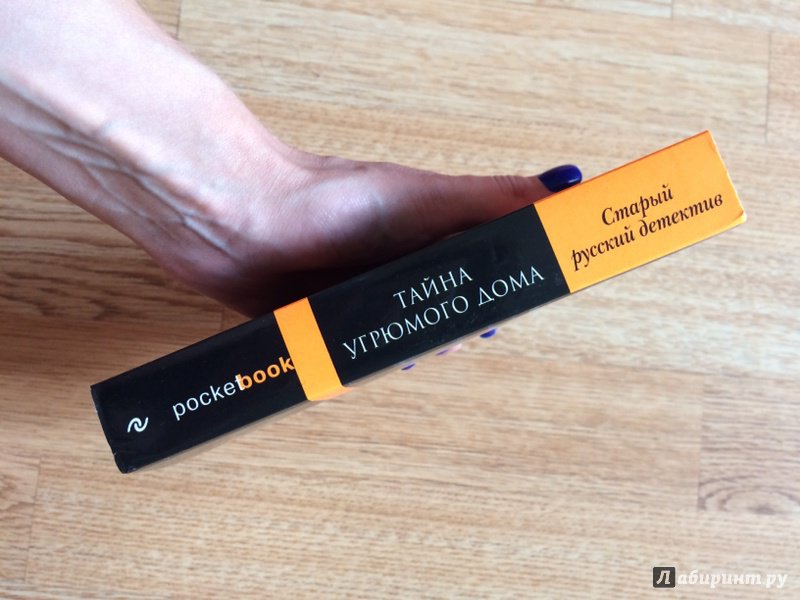 Старый
русский детектив
ТАЙНА
УГРЮМОГО ДОМА
pocketbook
Лабиринт.ру